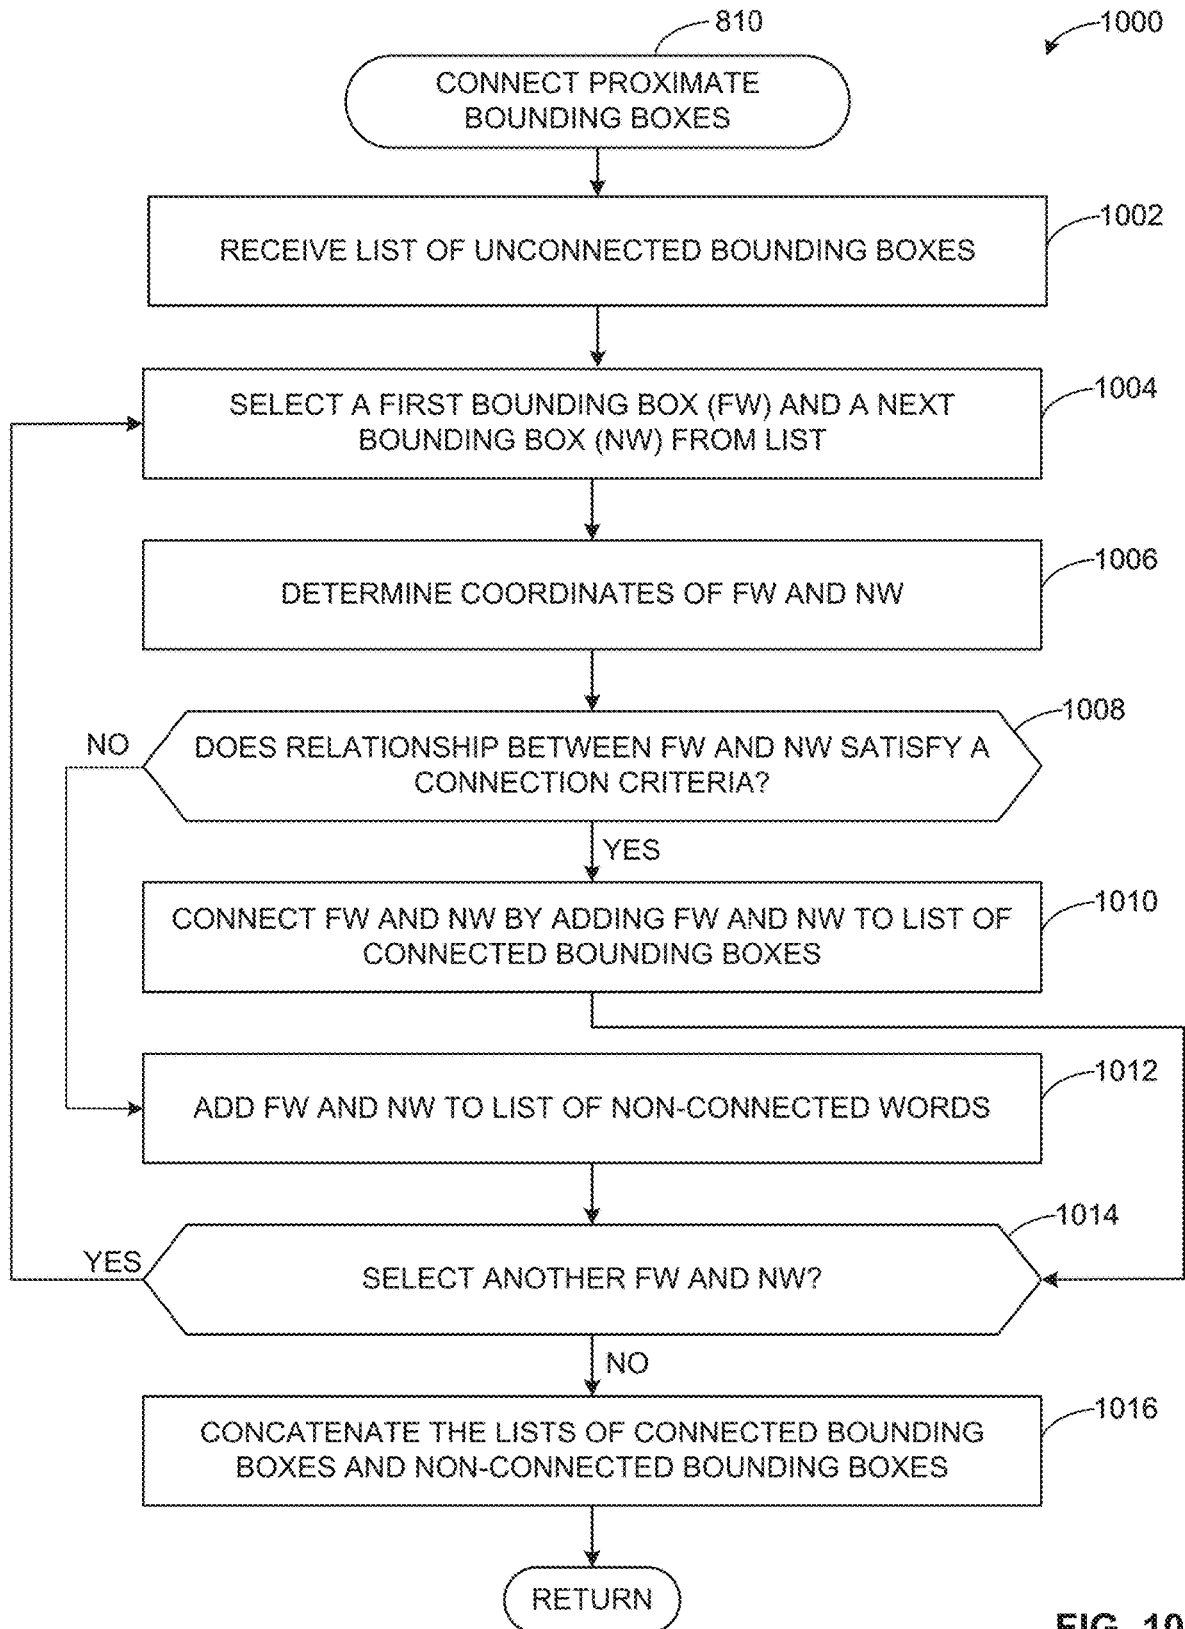 810
1000
CONNECT PROXIMATE
BOUNDING BOXES
1002
RECEIVE LIST OF UNCONNECTED BOUNDING BOXES
1004
SELECT A FIRST BOUNDING BOX (FW) AND A NEXT
BOUNDING BOX (NW) FROM LIST
1006
DETERMINE COORDINATES OF FW AND NW
1008
NO
DOES RELATIONSHIP BETWEEN FW AND NW SATISFY A
CONNECTION CRITERIA?
YES
1010
CONNECT FW AND NW BY ADDING FW AND NW TO LIST OF
CONNECTED BOUNDING BOXES
1012
ADD FW AND NW TO LIST OF NON-CONNECTED WORDS
1014
YES
SELECT ANOTHER FW AND NW?
NO
1016
CONCATENATE THE LISTS OF CONNECTED BOUNDING
BOXES AND NON-CONNECTED BOUNDING BOXES
RETURN
FIG. 10